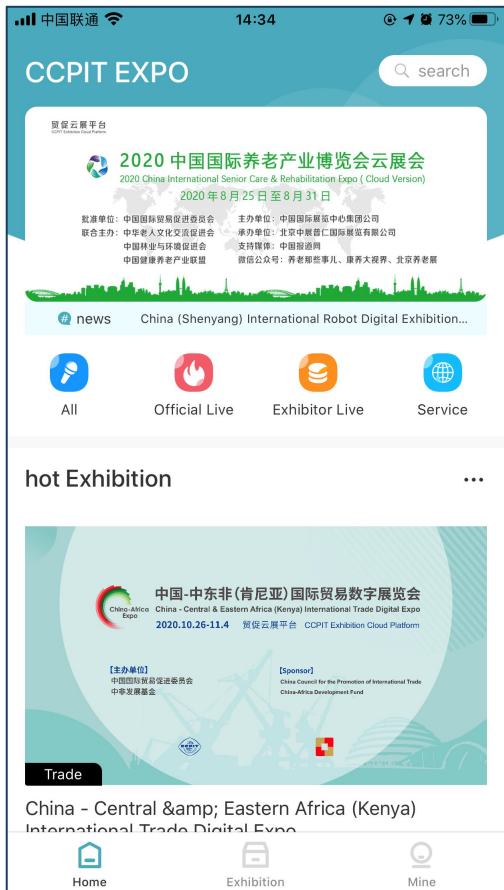 中国联通
14:34
73%
CCPIT EXPO
search
贸促云展平台
CCPIT Exhibition Cloud Platform
2020 中国国际养老产业博览会云展会
2020 China International Senior Care & Rehabilitation Expo ( Cloud Version)
2020 年 8 月 25 日 至 8 月 31 日
批准单位: 中国国际贸易促进委员会 主办单位: 中国国际展览中心集团公司
联合主办: 中华老人文化交流促进会 承办单位: 北京中展普仁国际展览有限公司
中国林业与环境促进会 支持媒体: 中国报道网
中国健康养老产业联盟 微信公众号: 养老那些事儿、康养大视界、北京养老展
# news China (Shenyang) International Robot Digital Exhibition...
All Official Live Exhibitor Live Service
hot Exhibition
China-Africa Expo
中国-中东非(肯尼亚)国际贸易数字展览会
China - Central & Eastern Africa (Kenya) International Trade Digital Expo
2020.10.26-11.4 贸促云展平台 CCPIT Exhibition Cloud Platform
【主办单位】
中国国际贸易促进委员会
中非发展基金
[Sponsor]
China Council for the Promotion of International Trade
China-Africa Development Fund
CCPIT
Trade
China - Central &amp; Eastern Africa (Kenya)
International Trade Digital Expo
Home Exhibition Mine